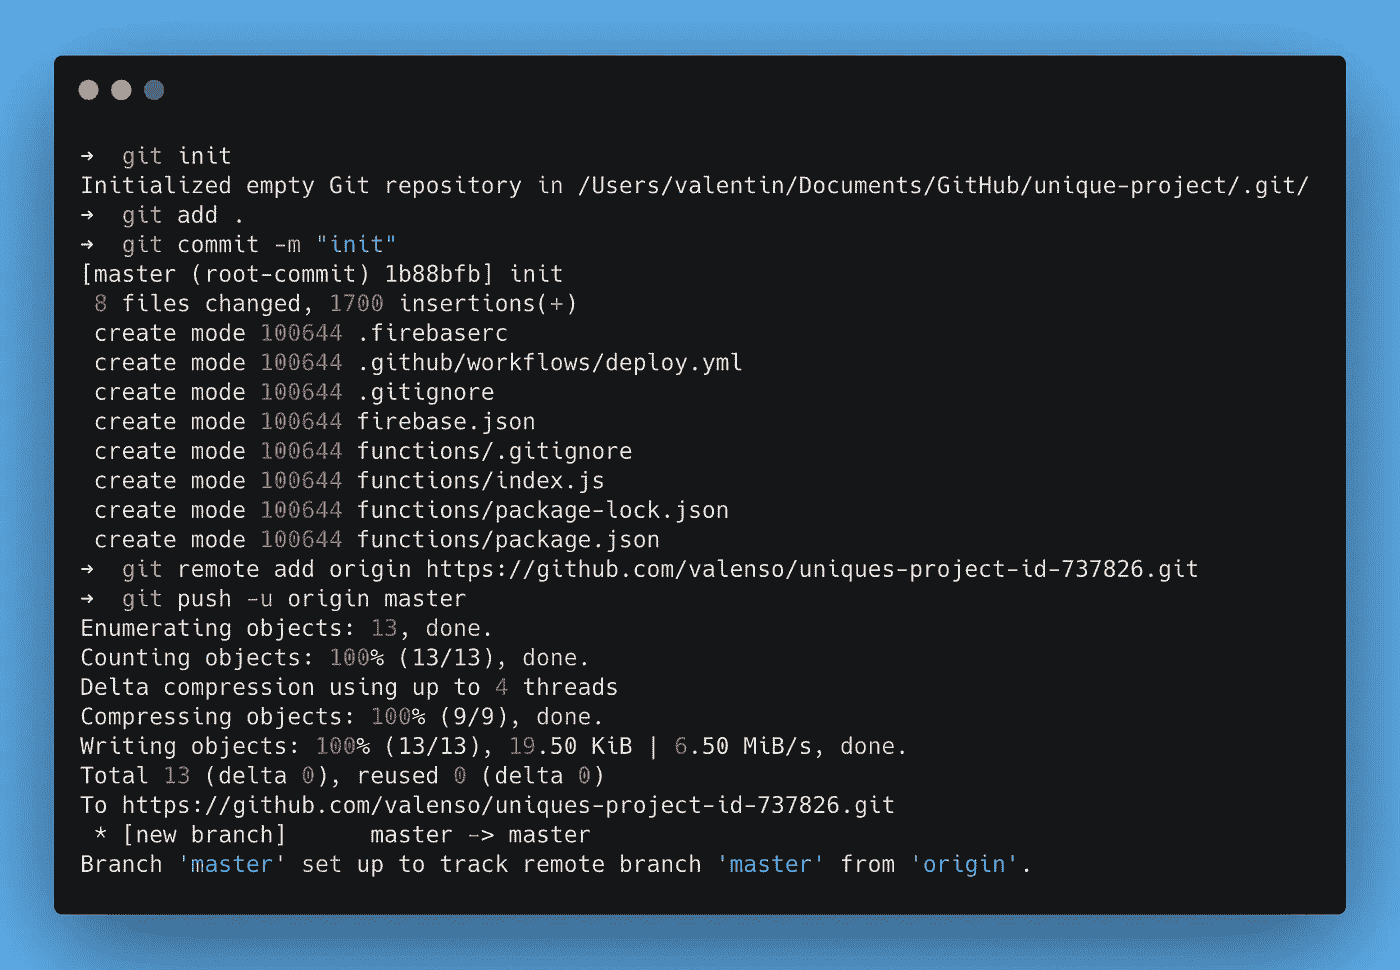 ➜  git init
Initialized empty Git repository in /Users/valentin/Documents/GitHub/unique-project/.git/
➜  git add .
➜  git commit -m "init"
[master (root-commit) 1b88bfb] init
 8 files changed, 1700 insertions(+)
 create mode 100644 .firebaserc
 create mode 100644 .github/workflows/deploy.yml
 create mode 100644 .gitignore
 create mode 100644 firebase.json
 create mode 100644 functions/.gitignore
 create mode 100644 functions/index.js
 create mode 100644 functions/package-lock.json
 create mode 100644 functions/package.json
➜  git remote add origin https://github.com/valenso/uniques-project-id-737826.git
➜  git push -u origin master
Enumerating objects: 13, done.
Counting objects: 100% (13/13), done.
Delta compression using up to 4 threads
Compressing objects: 100% (9/9), done.
Writing objects: 100% (13/13), 19.50 KiB | 6.50 MiB/s, done.
Total 13 (delta 0), reused 0 (delta 0)
To https://github.com/valenso/uniques-project-id-737826.git
 * [new branch]      master -> master
Branch 'master' set up to track remote branch 'master' from 'origin'.